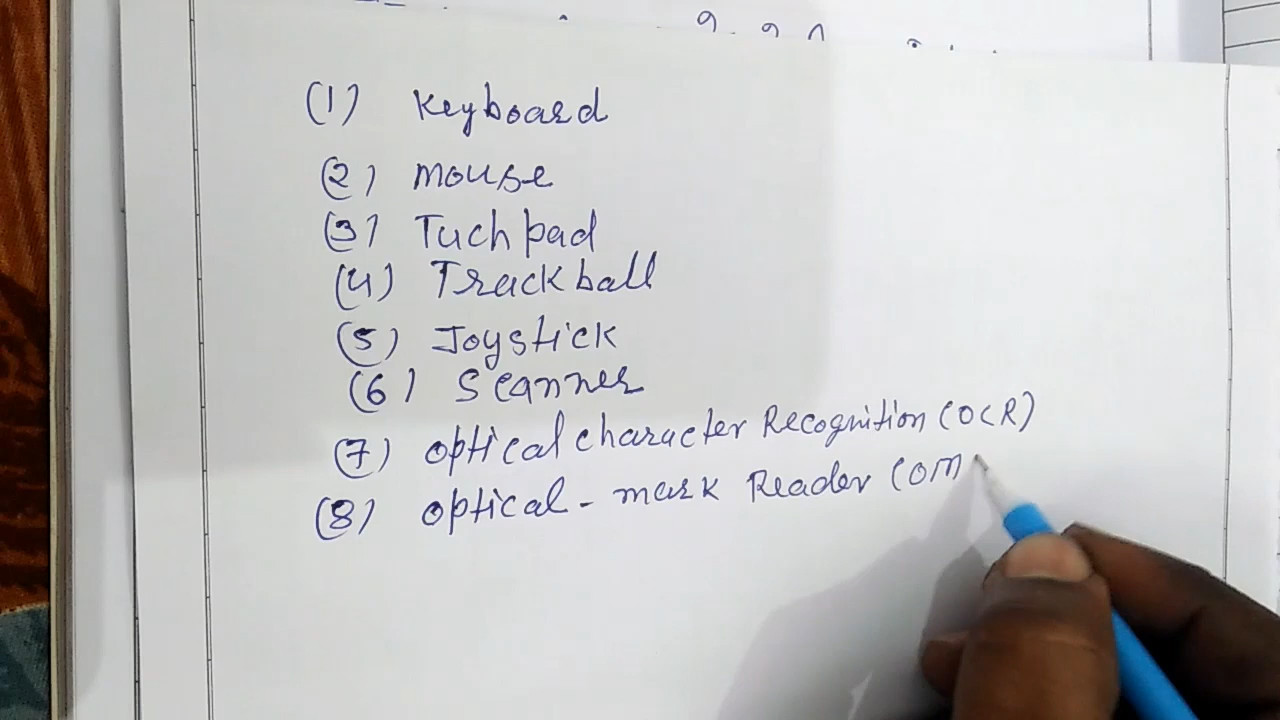 (1) Keyboard
(2) Mouse
(3) Tuchpad
(4) Trackball
(5) Joystick
(6) Scanner
(7) Optical character Recognition (OCR)
(8) Optical - mark Reader (OM